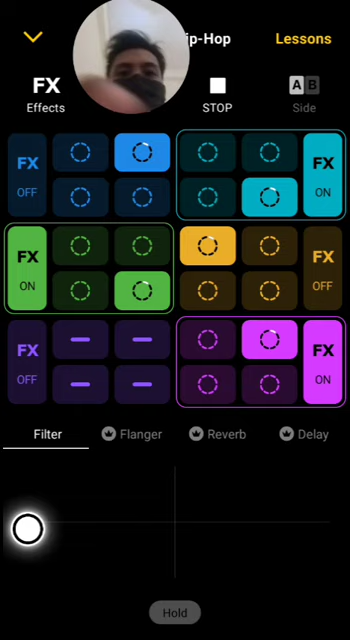 ip-Hop
Lessons
FX
Effects
STOP
A B
Side
FX
OFF
FX
ON
FX
ON
FX
OFF
FX
OFF
FX
ON
Filter
Flanger
Reverb
Delay
Hold